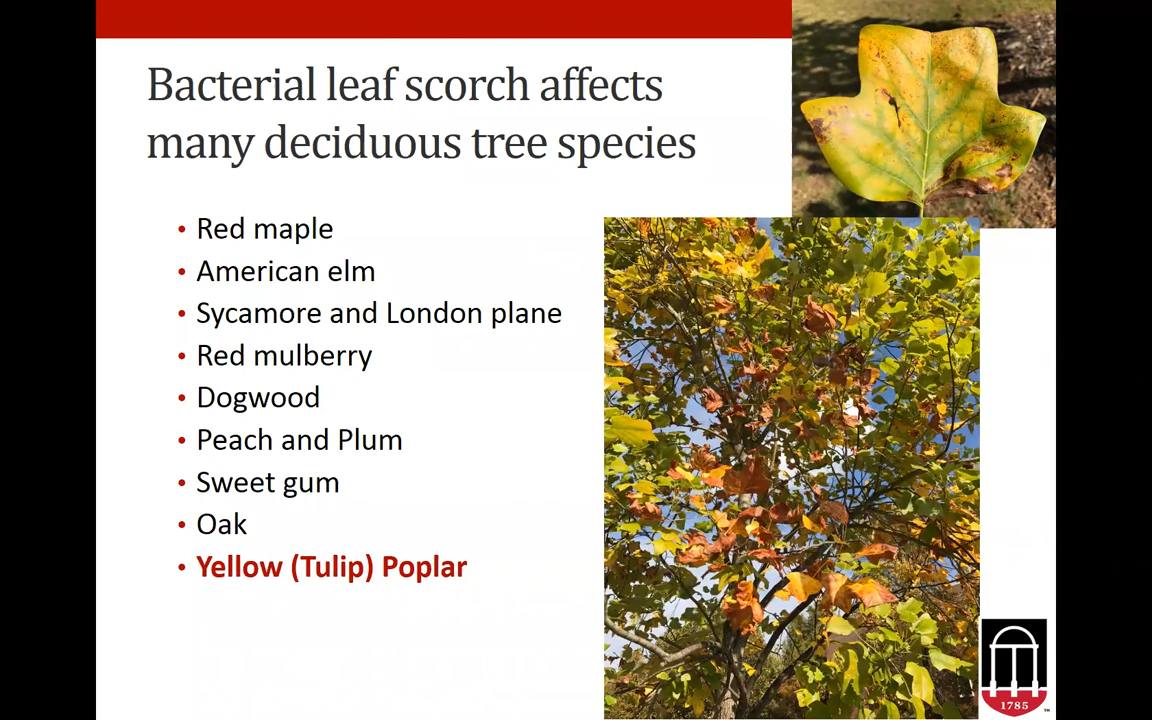 Bacterial leaf scorch affects
many deciduous tree species
• Red maple
• American elm
• Sycamore and London plane
• Red mulberry
• Dogwood
• Peach and Plum
• Sweet gum
• Oak
• Yellow (Tulip) Poplar
1785